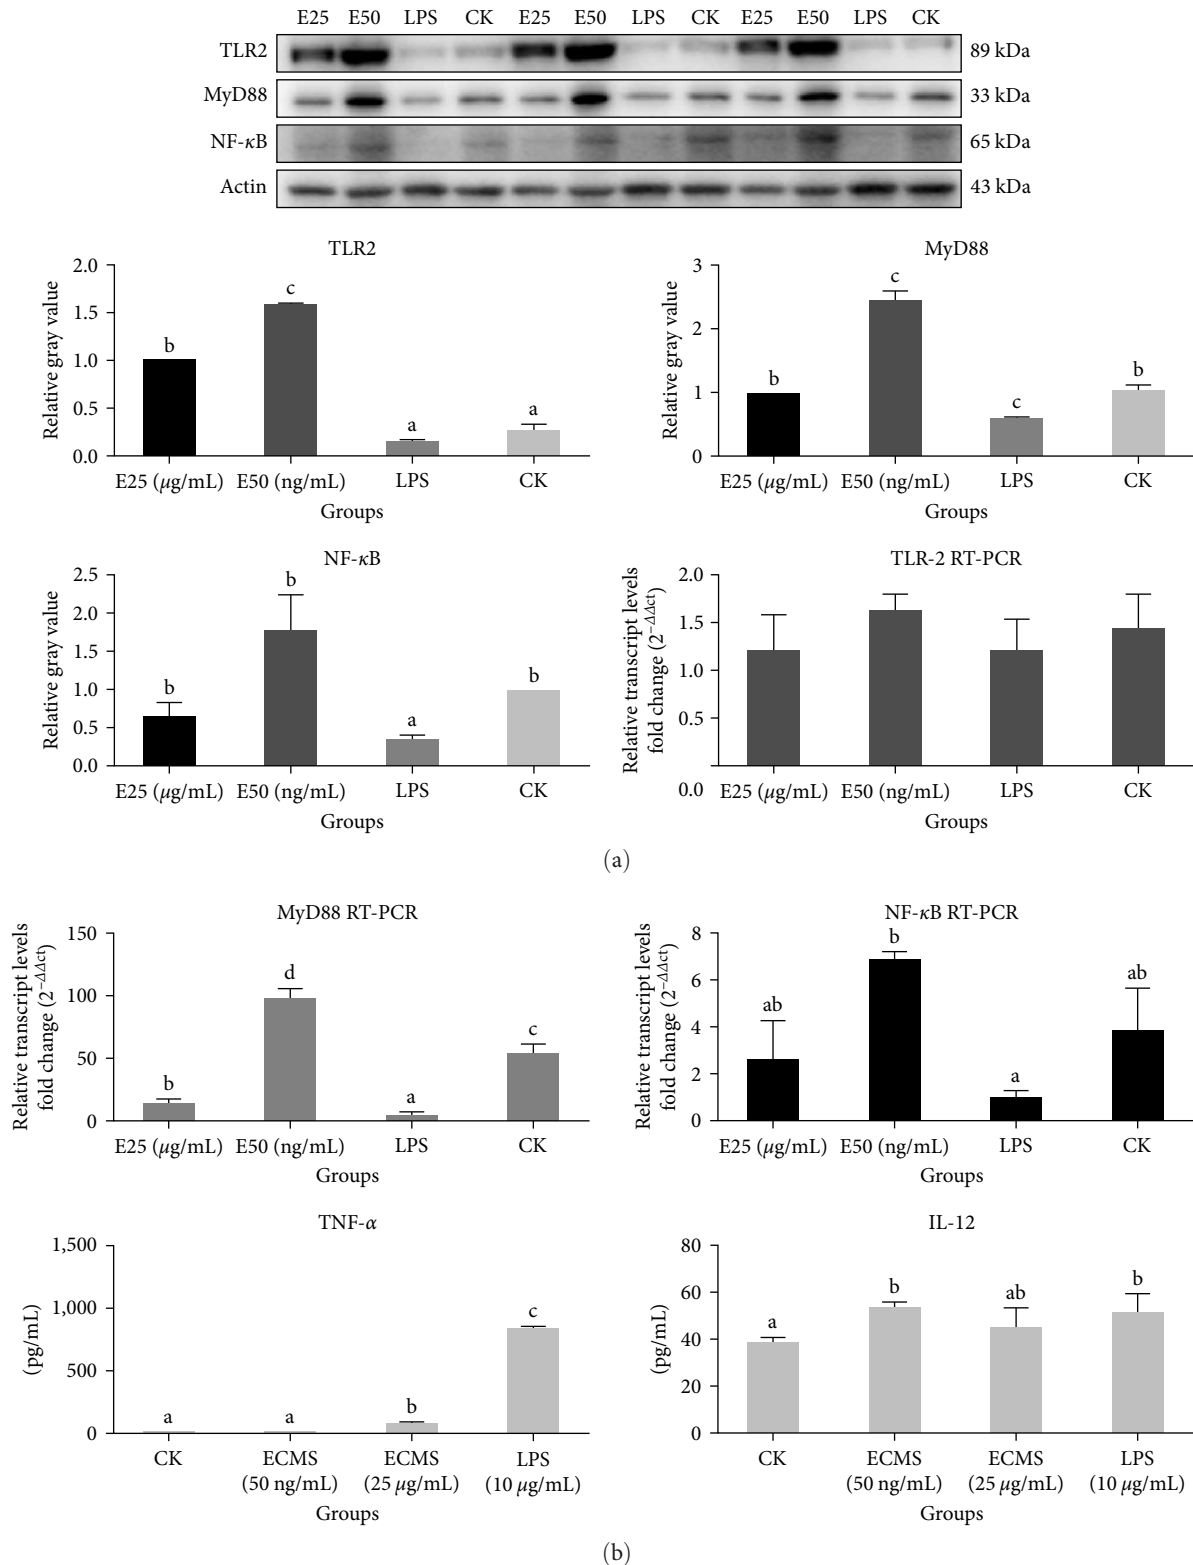 E25 E50 LPS CK E25 E50 LPS CK E25 E50 LPS CK
TLR2 89 kDa
MyD88 33 kDa
NF-κB 65 kDa
Actin 43 kDa
TLR2
Relative gray value
2.0
1.5
1.0
0.5
0.0
b
c
a
a
E25 (μg/mL) E50 (ng/mL) LPS CK
Groups
MyD88
Relative gray value
3
2
1
0
b
c
c
b
E25 (μg/mL) E50 (ng/mL) LPS CK
Groups
NF-κB
Relative gray value
2.5
2.0
1.5
1.0
0.5
0.0
b
b
a
b
E25 (μg/mL) E50 (ng/mL) LPS CK
Groups
TLR-2 RT-PCR
Relative transcript levels
fold change (2^−ΔΔct)
2.0
1.5
1.0
0.5
0.0
E25 (μg/mL) E50 (ng/mL) LPS CK
Groups
(a)
MyD88 RT-PCR
Relative transcript levels
fold change (2^−ΔΔct)
150
100
50
0
b
d
a
c
E25 (μg/mL) E50 (ng/mL) LPS CK
Groups
NF-κB RT-PCR
Relative transcript levels
fold change (2^−ΔΔct)
8
6
4
2
0
ab
b
a
ab
E25 (μg/mL) E50 (ng/mL) LPS CK
Groups
TNF-α
(pg/mL)
1,500
1,000
500
0
a
a
b
c
CK ECMS ECMS LPS
(50 ng/mL) (25 μg/mL) (10 μg/mL)
Groups
IL-12
(pg/mL)
80
60
40
20
0
a
b
ab
b
CK ECMS ECMS LPS
(50 ng/mL) (25 μg/mL) (10 μg/mL)
Groups
(b)